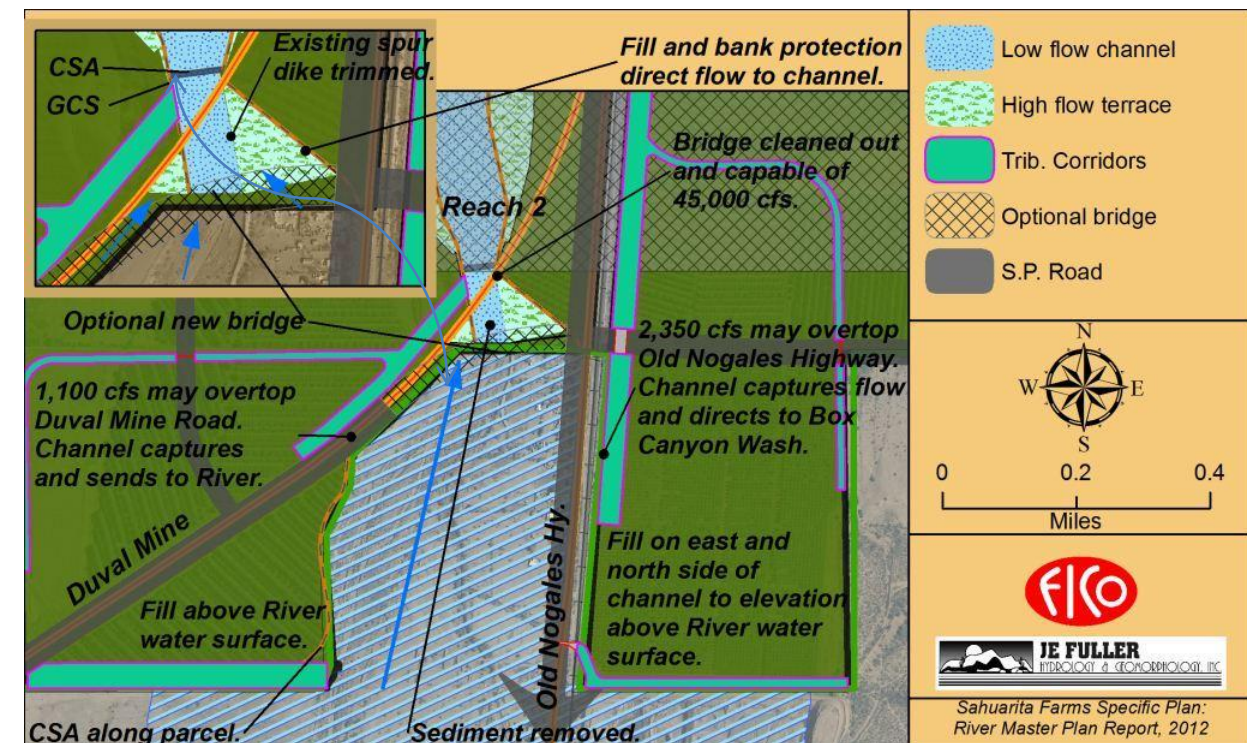 CSA
GCS
Existing spur
dike trimmed.
Fill and bank protection
direct flow to channel.
Bridge cleaned out
and capable of
45,000 cfs.
Reach 2
Optional new bridge
1,100 cfs may overtop
Duval Mine Road.
Channel captures
and sends to River.
2,350 cfs may overtop
Old Nogales Highway.
Channel captures flow
and directs to Box
Canyon Wash.
Duval Mine
Old Nogales Hy.
Fill above River
water surface.
Fill on east and
north side of
channel to elevation
above River water
surface.
CSA along parcel.
Sediment removed.
Low flow channel
High flow terrace
Trib. Corridors
Optional bridge
S.P. Road
N
W
E
S
0
0.2
0.4
Miles
FICO
JE FULLER
HYDROLOGY & GEOMORPHOLOGY, INC
Sahuarita Farms Specific Plan:
River Master Plan Report, 2012